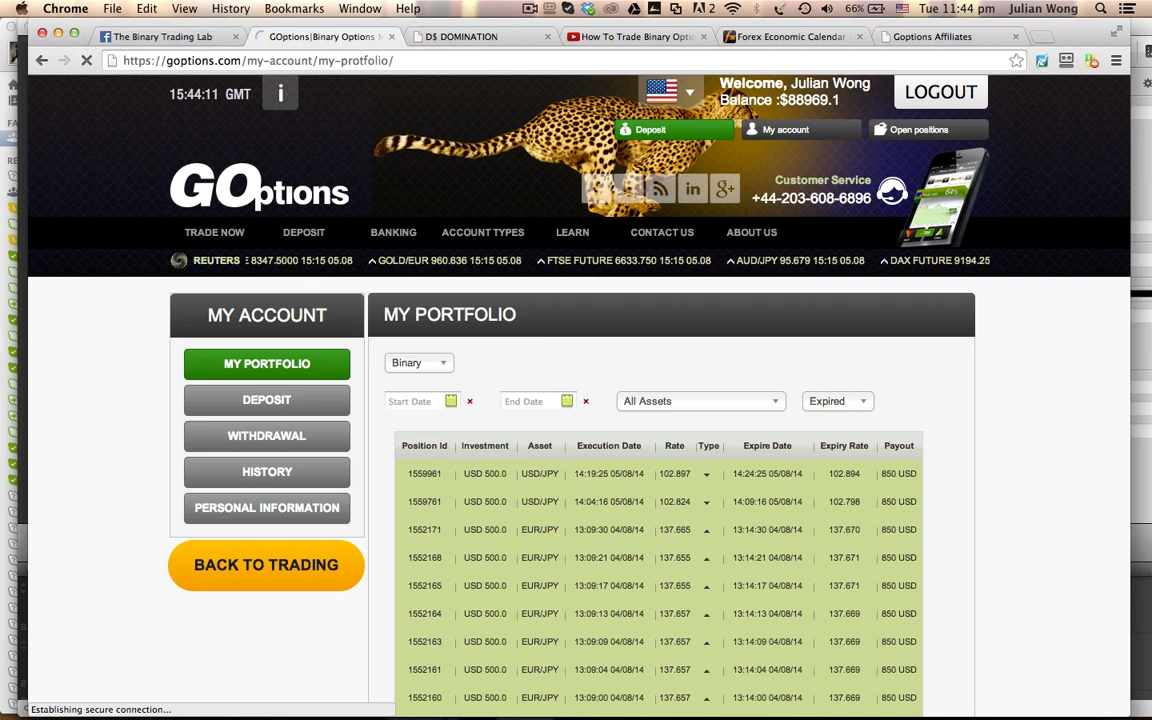 Chrome File Edit View History Bookmarks Window Help 2 66% Tue 11:44 pm Julian Wong
The Binary Trading Lab GOptions|Binary Options M D$ DOMINATION How To Trade Binary Optio Forex Economic Calendar Goptions Affiliates
https://goptions.com/my-account/my-protfolio/
15:44:11 GMT i
Welcome, Julian Wong
Balance :$88969.1
LOGOUT
Deposit My account Open positions
GOptions
in g+
Customer Service
+44-203-608-6896
TRADE NOW DEPOSIT BANKING ACCOUNT TYPES LEARN CONTACT US ABOUT US
REUTERS 8347.5000 15:15 05.08 GOLD/EUR 960.636 15:15 05.08 FTSE FUTURE 6633.750 15:15 05.08 AUD/JPY 95.679 15:15 05.08 DAX FUTURE 9194.25
MY ACCOUNT
MY PORTFOLIO
DEPOSIT
WITHDRAWAL
HISTORY
PERSONAL INFORMATION
BACK TO TRADING
MY PORTFOLIO
Binary
Start Date End Date All Assets Expired
Position Id Investment Asset Execution Date Rate Type Expire Date Expiry Rate Payout
1559961 USD 500.0 USD/JPY 14:19:25 05/08/14 102.897 14:24:25 05/08/14 102.894 850 USD
1559761 USD 500.0 USD/JPY 14:04:16 05/08/14 102.824 14:09:16 05/08/14 102.798 850 USD
1552171 USD 500.0 EUR/JPY 13:09:30 04/08/14 137.665 13:14:30 04/08/14 137.670 850 USD
1552168 USD 500.0 EUR/JPY 13:09:21 04/08/14 137.655 13:14:21 04/08/14 137.671 850 USD
1552165 USD 500.0 EUR/JPY 13:09:17 04/08/14 137.655 13:14:17 04/08/14 137.671 850 USD
1552164 USD 500.0 EUR/JPY 13:09:13 04/08/14 137.657 13:14:13 04/08/14 137.669 850 USD
1552163 USD 500.0 EUR/JPY 13:09:09 04/08/14 137.657 13:14:09 04/08/14 137.669 850 USD
1552161 USD 500.0 EUR/JPY 13:09:04 04/08/14 137.657 13:14:04 04/08/14 137.669 850 USD
1552160 USD 500.0 EUR/JPY 13:09:00 04/08/14 137.657 13:14:00 04/08/14 137.669 850 USD
Establishing secure connection...